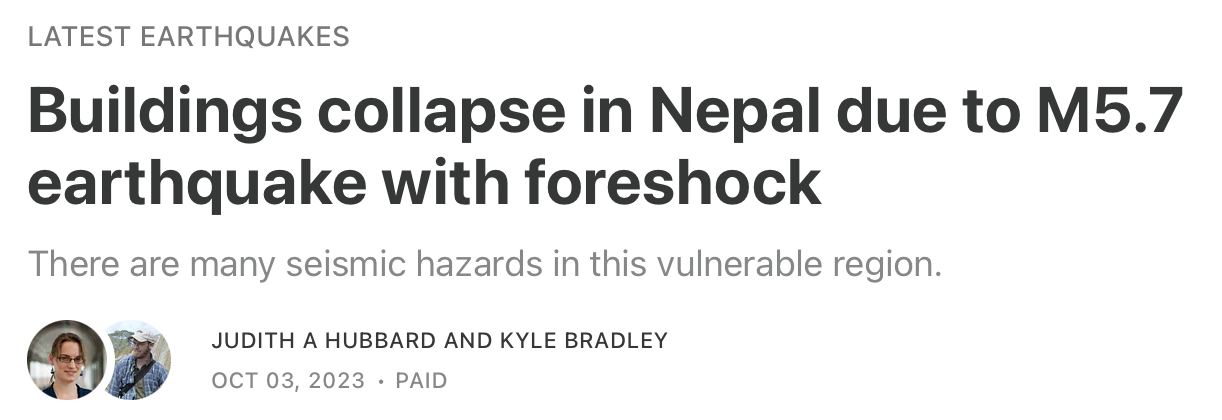 LATEST EARTHQUAKES
Buildings collapse in Nepal due to M5.7
earthquake with foreshock
There are many seismic hazards in this vulnerable region.
JUDITH A HUBBARD AND KYLE BRADLEY
OCT 03, 2023 • PAID